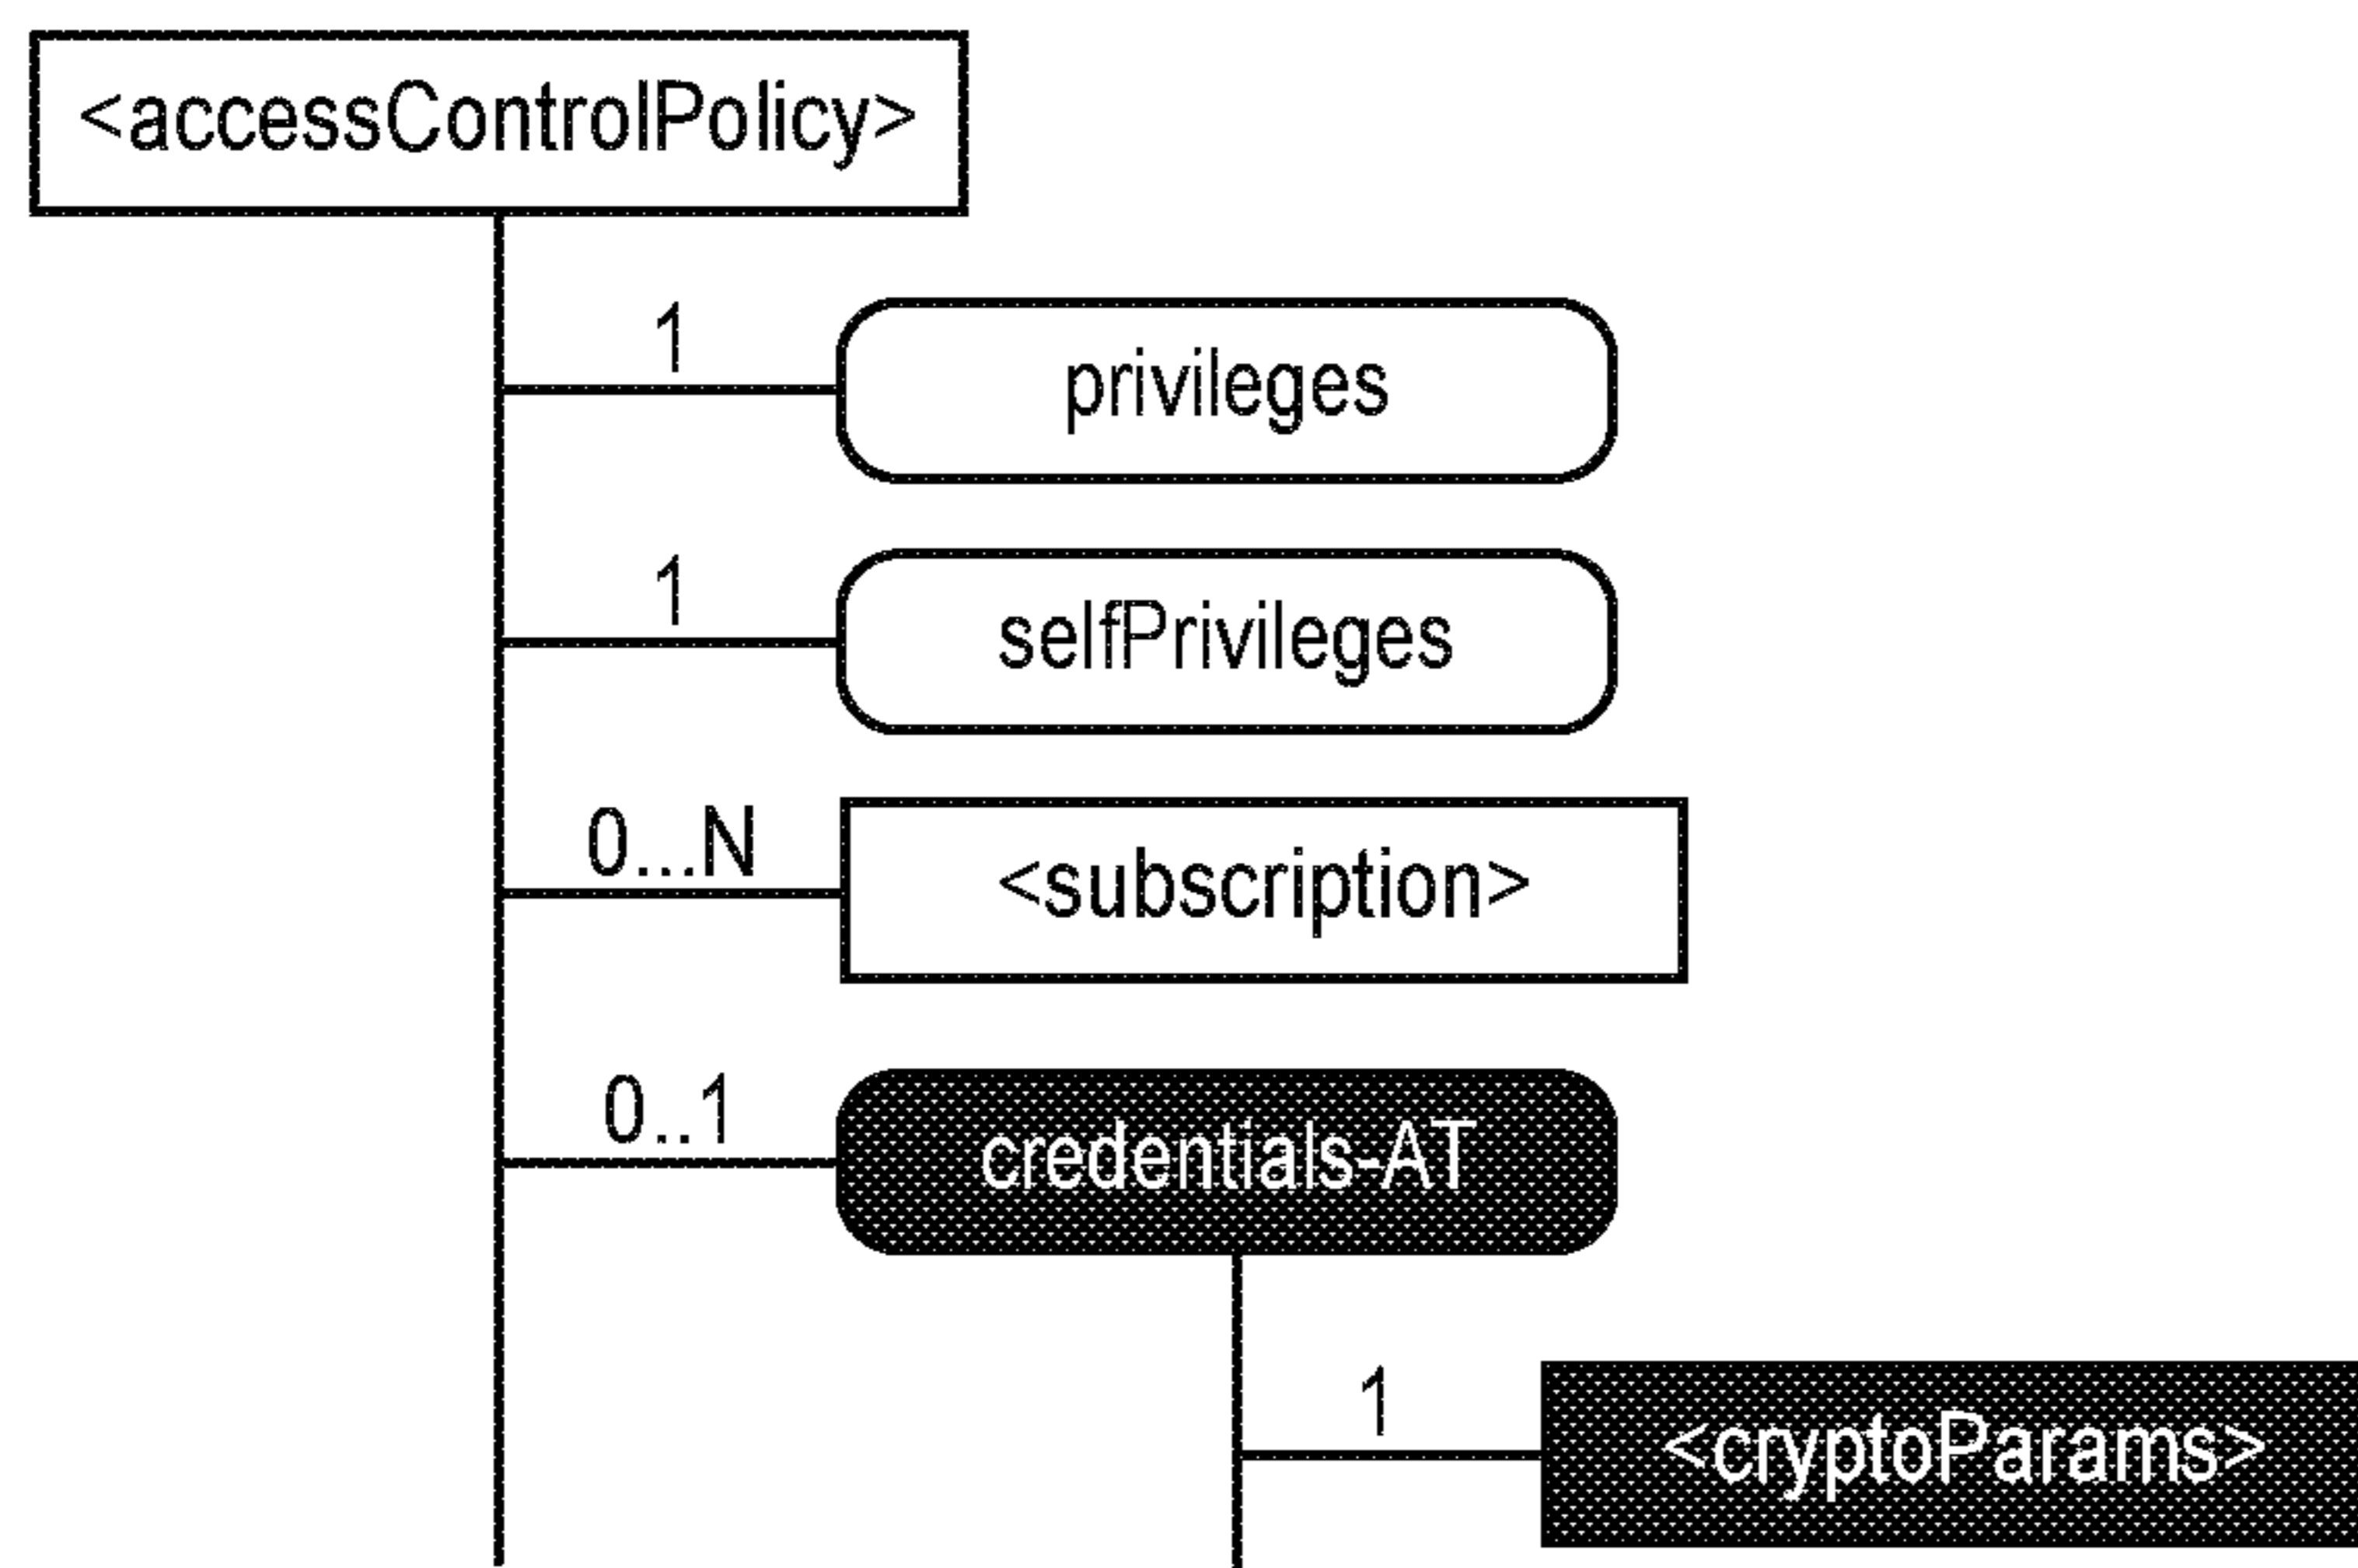 <accessControlPolicy>
1
privileges
1
selfPrivileges
0...N
<subscription>
0..1
credentials-AT
1
<cryptoParams>